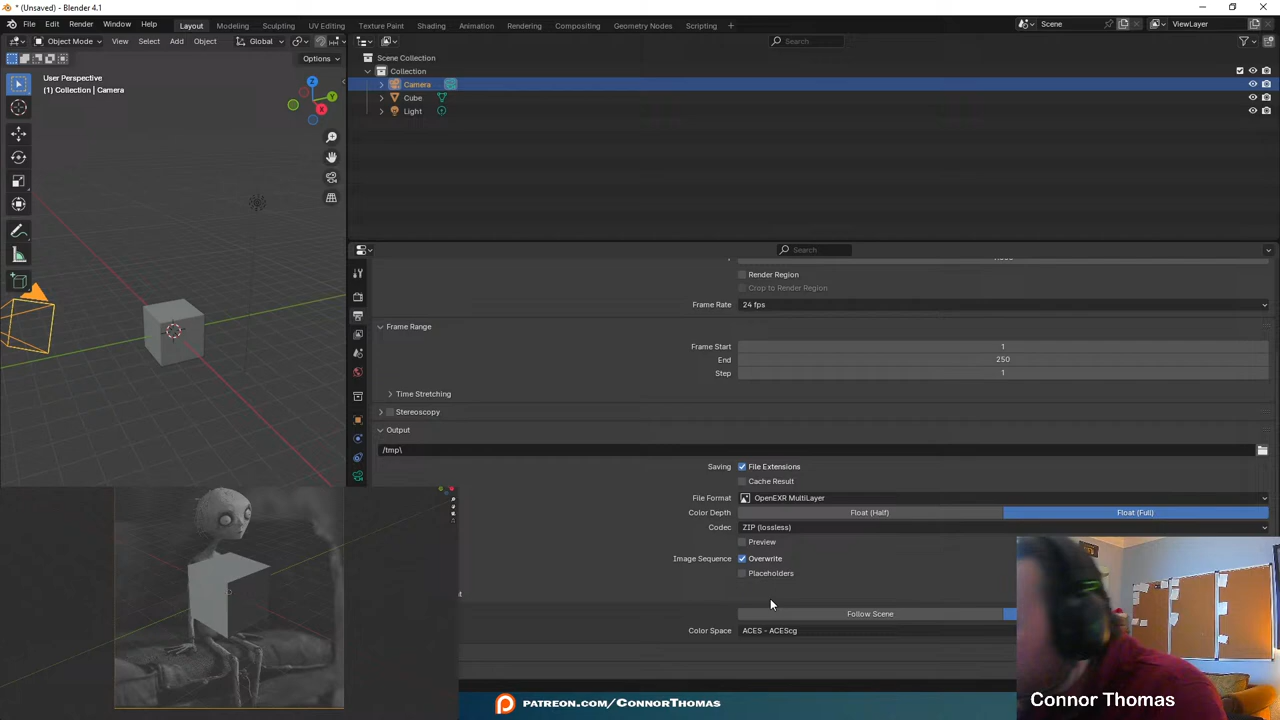 * (Unsaved) - Blender 4.1
File Edit Render Window Help Layout Modeling Sculpting UV Editing Texture Paint Shading Animation Rendering Compositing Geometry Nodes Scripting + Scene ViewLayer
Object Mode View Select Add Object Global Search
Options
User Perspective
(1) Collection | Camera
Z
Y
X
Scene Collection
Collection
Camera
Cube
Light
Search
Render Region
Crop to Render Region
Frame Rate 24 fps
Frame Range
Frame Start 1
End 250
Step 1
Time Stretching
Stereoscopy
Output
/tmp\
Saving File Extensions
Cache Result
File Format OpenEXR MultiLayer
Color Depth Float (Half) Float (Full)
Codec ZIP (lossless)
Preview
Image Sequence Overwrite
Placeholders
Follow Scene
Color Space ACES - ACEScg
PATREON.COM/CONNORTHOMAS
Connor Thomas